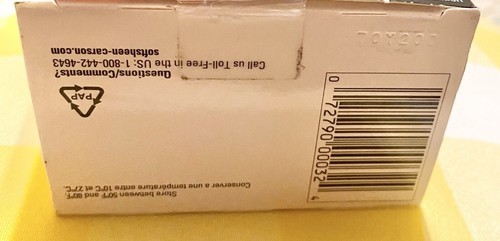 Store between 50°F and 80°F.
Conserver a une température entre 10°C et 27°C.
PAP
Questions/Comments?
Call us Toll-Free in the US: 1-800-442-4643
softsheen-carson.com
0 72790 00032 4